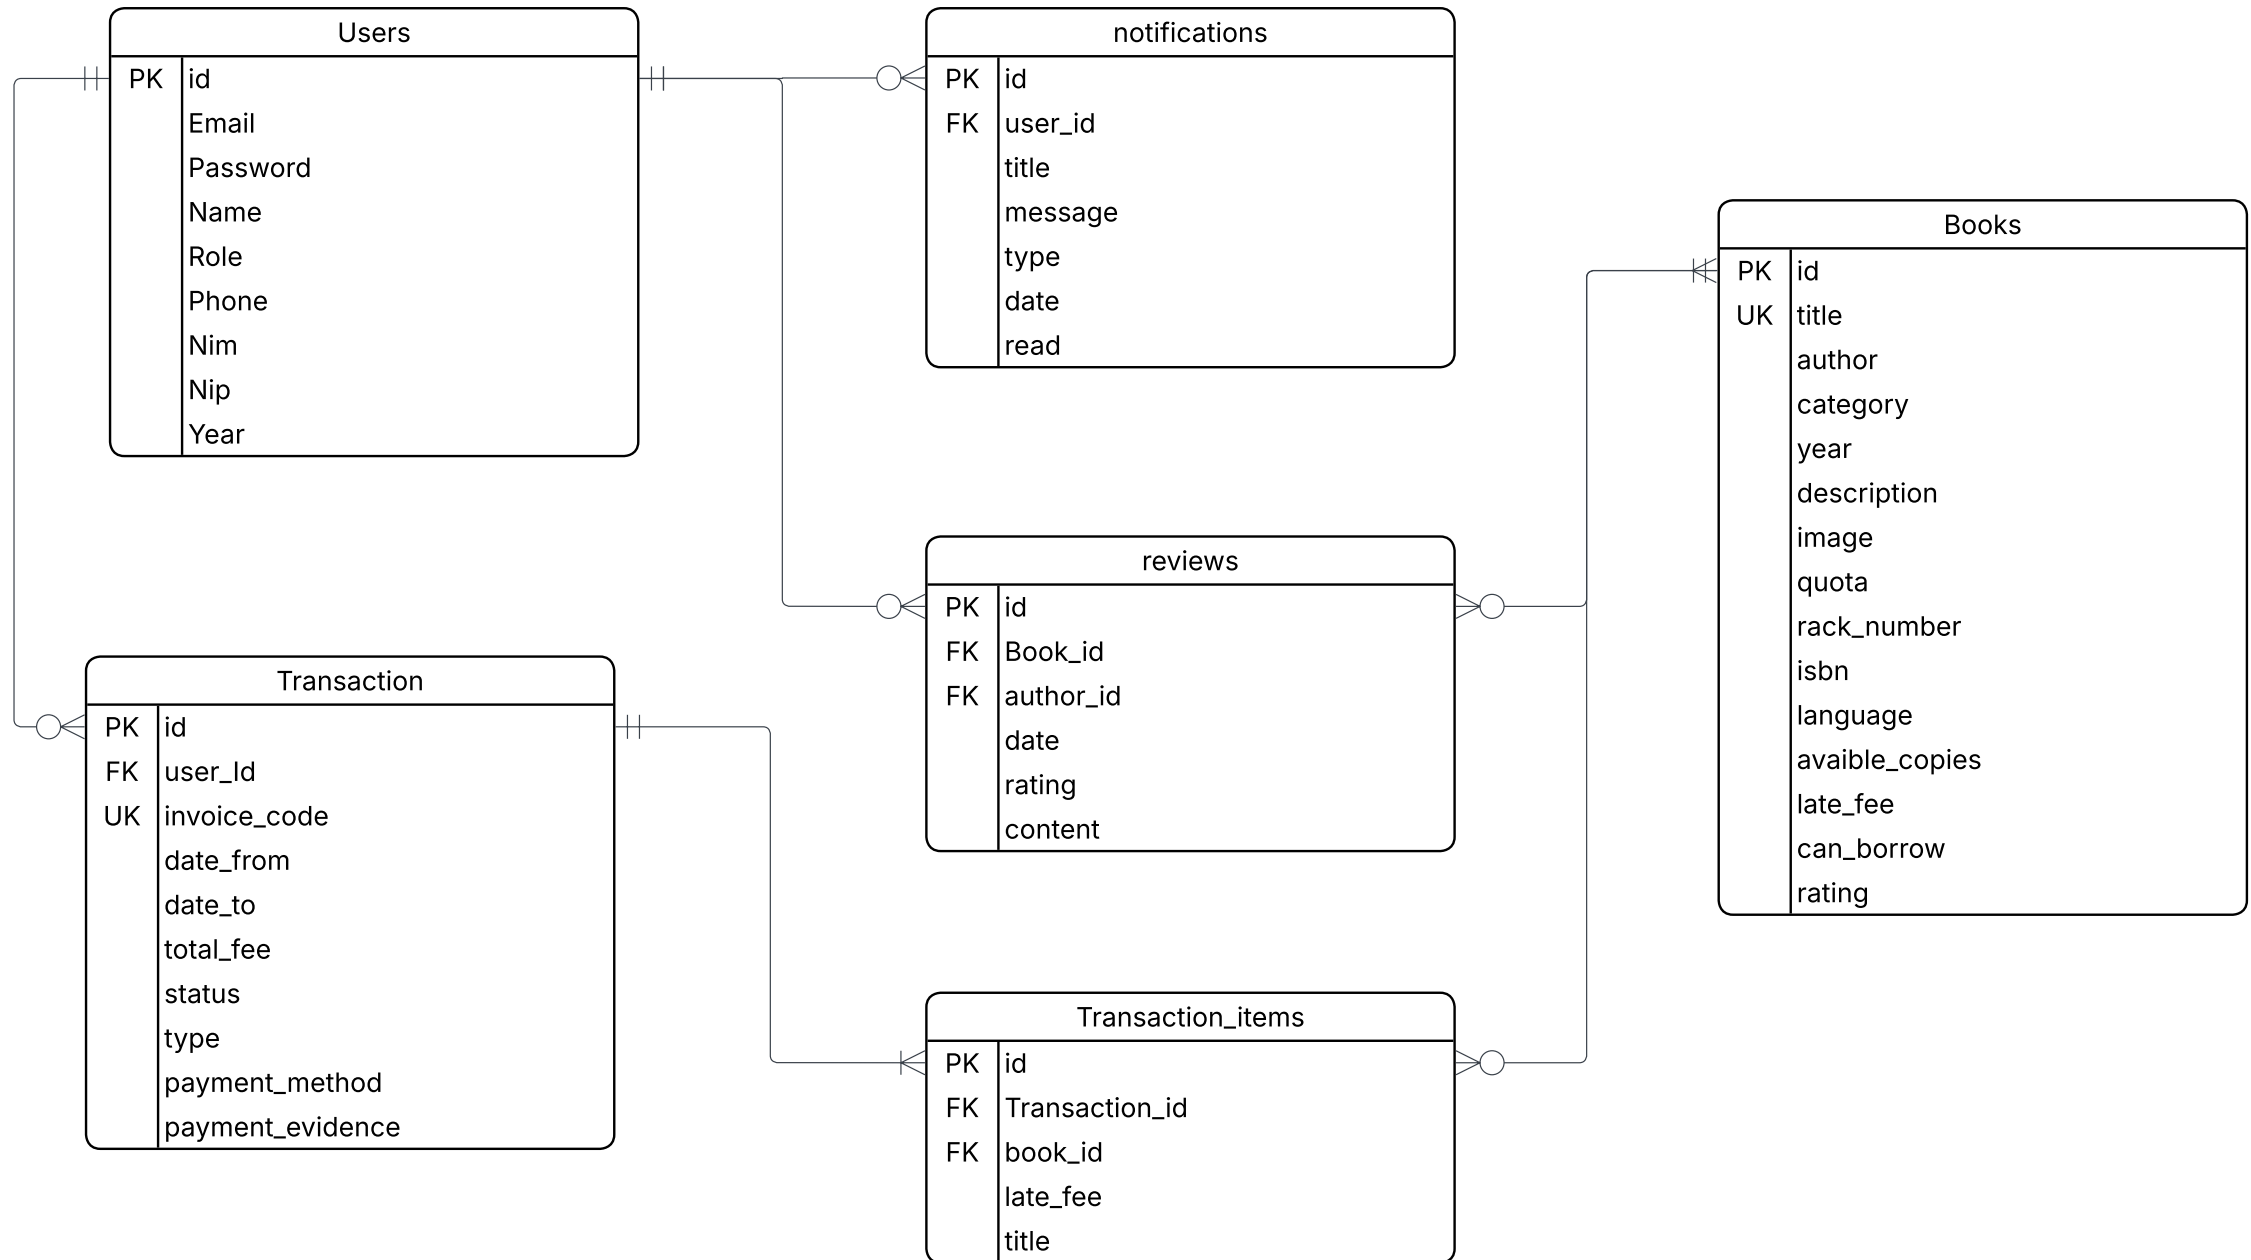 Users
PK id
Email
Password
Name
Role
Phone
Nim
Nip
Year
notifications
PK id
FK user_id
title
message
type
date
read
Books
PK id
UK title
author
category
year
description
image
quota
rack_number
isbn
language
avaible_copies
late_fee
can_borrow
rating
reviews
PK id
FK Book_id
FK author_id
date
rating
content
Transaction
PK id
FK user_Id
UK invoice_code
date_from
date_to
total_fee
status
type
payment_method
payment_evidence
Transaction_items
PK id
FK Transaction_id
FK book_id
late_fee
title